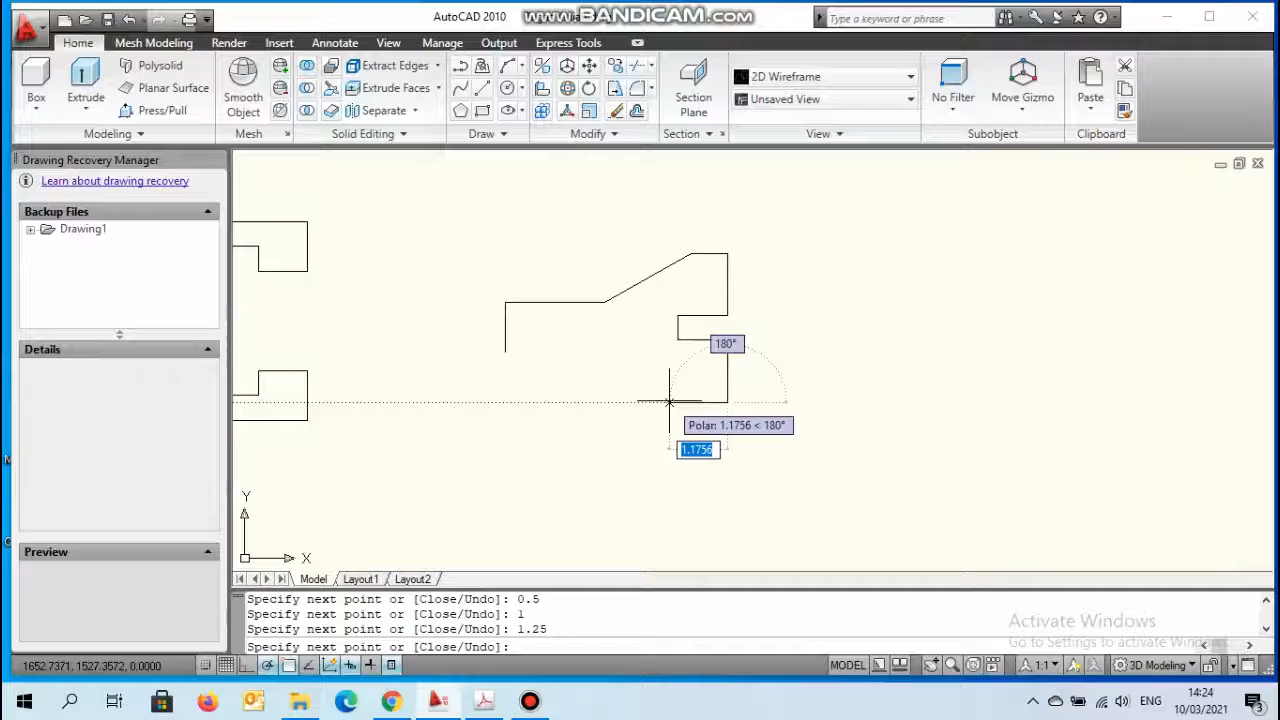 AutoCAD 2010
WWW.BANDICAM.COM
Type a keyword or phrase
Home
Mesh Modeling
Render
Insert
Annotate
View
Manage
Output
Express Tools
Box
Extrude
Polysolid
Planar Surface
Press/Pull
Smooth Object
Extract Edges
Extrude Faces
Separate
Section Plane
2D Wireframe
Unsaved View
No Filter
Move Gizmo
Paste
Modeling
Mesh
Solid Editing
Draw
Modify
Section
View
Subobject
Clipboard
Drawing Recovery Manager
Learn about drawing recovery
Backup Files
Drawing1
Details
Preview
180°
Polar: 1.1756 < 180°
1.1756
Y
X
Model
Layout1
Layout2
Specify next point or [Close/Undo]: 0.5
Specify next point or [Close/Undo]: 1
Specify next point or [Close/Undo]: 1.25
Specify next point or [Close/Undo]:
Activate Windows
Go to Settings to activate
1652.7371, 1527.3572, 0.0000
MODEL
1:1
3D Modeling
ENG
14:24
10/03/2021
3